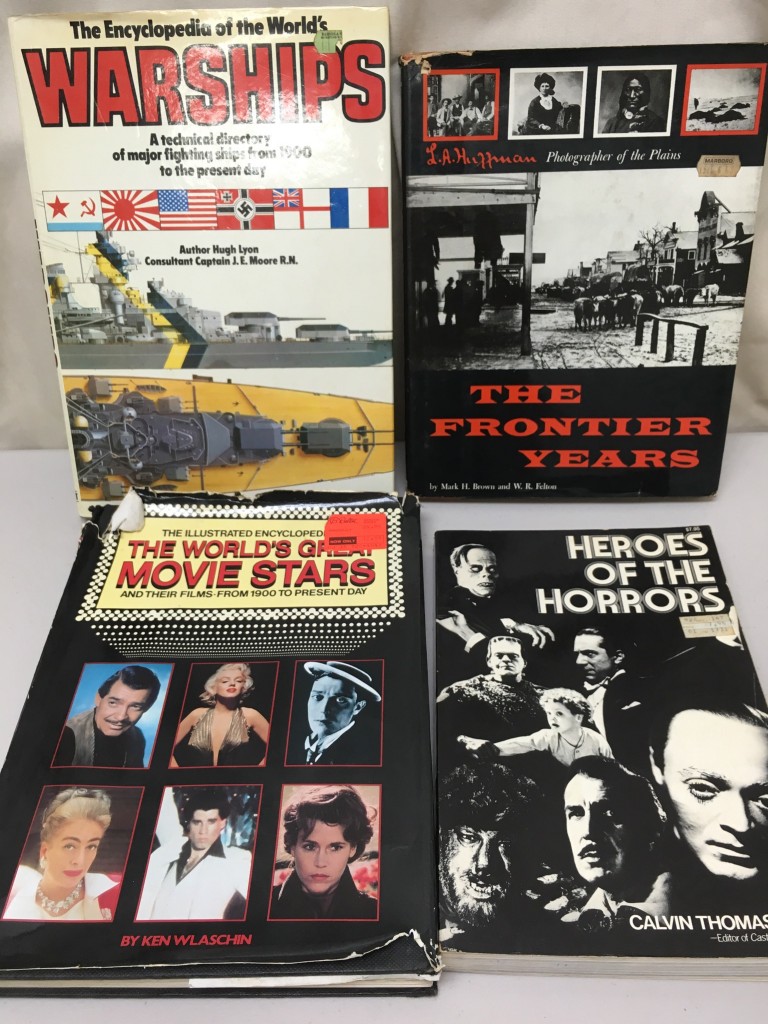 The Encyclopedia of the World's
WARSHIPS
A technical directory
of major fighting ships from 1900
to the present day
Author Hugh Lyon
Consultant Captain J. E. Moore R.N.
L.A. Huffman Photographer of the Plains
THE
FRONTIER
YEARS
by Mark H. Brown and W. R. Felton
THE ILLUSTRATED ENCYCLOPED
THE WORLD'S GREAT
MOVIE STARS
AND THEIR FILMS·FROM 1900 TO PRESENT DAY
BY KEN WLASCHIN
$7.95
HEROES
OF THE
HORRORS
CALVIN THOMAS
—Editor of Cast